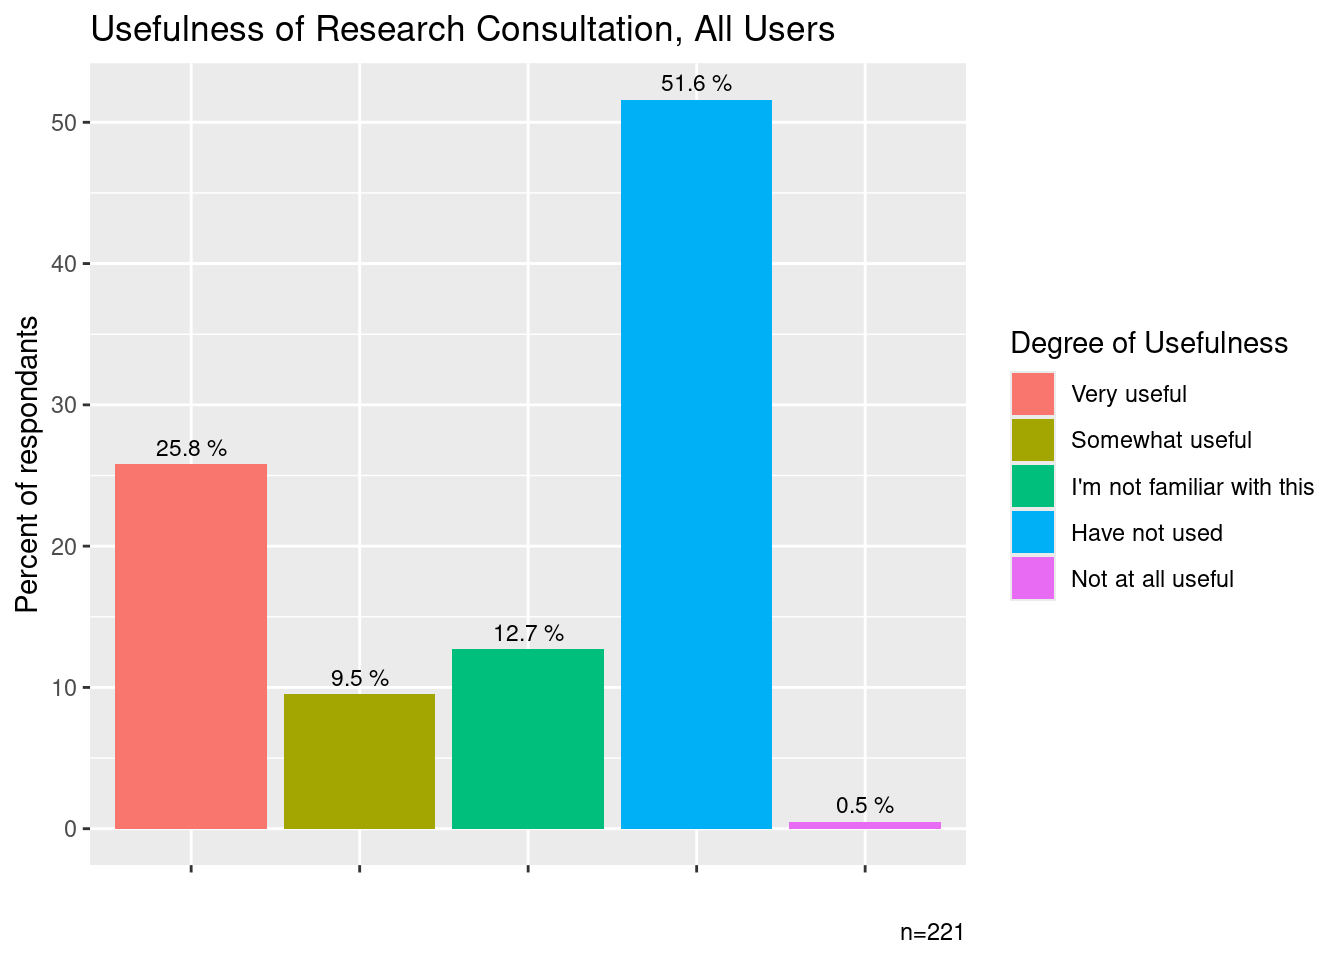 Usefulness of Research Consultation, All Users
51.6 %
50
40
30
25.8 %
20
12.7 %
10
9.5 %
0.5 %
0
Percent of respondants
Degree of Usefulness
Very useful
Somewhat useful
I'm not familiar with this
Have not used
Not at all useful
n=221